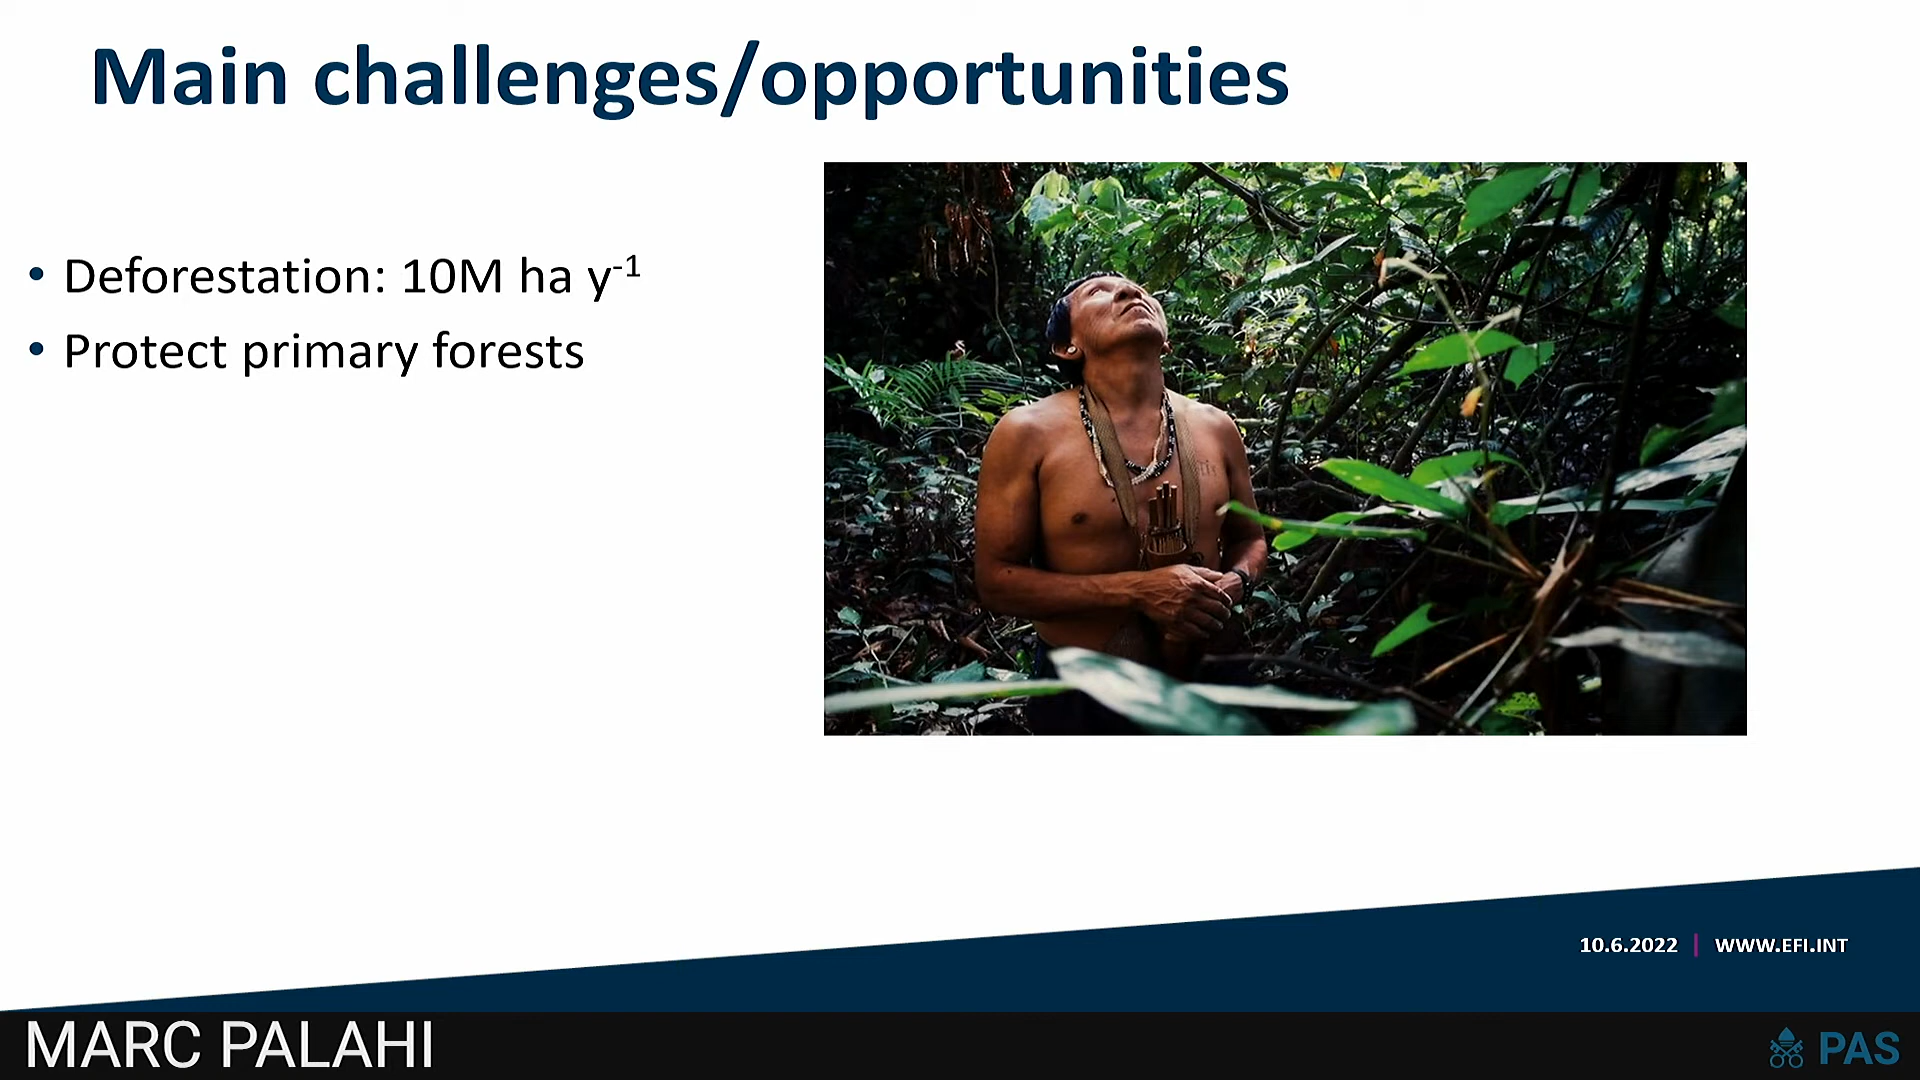 Main challenges/opportunities
• Deforestation: 10M ha y⁻¹
• Protect primary forests
10.6.2022 | WWW.EFI.INT
MARC PALAHI
PAS